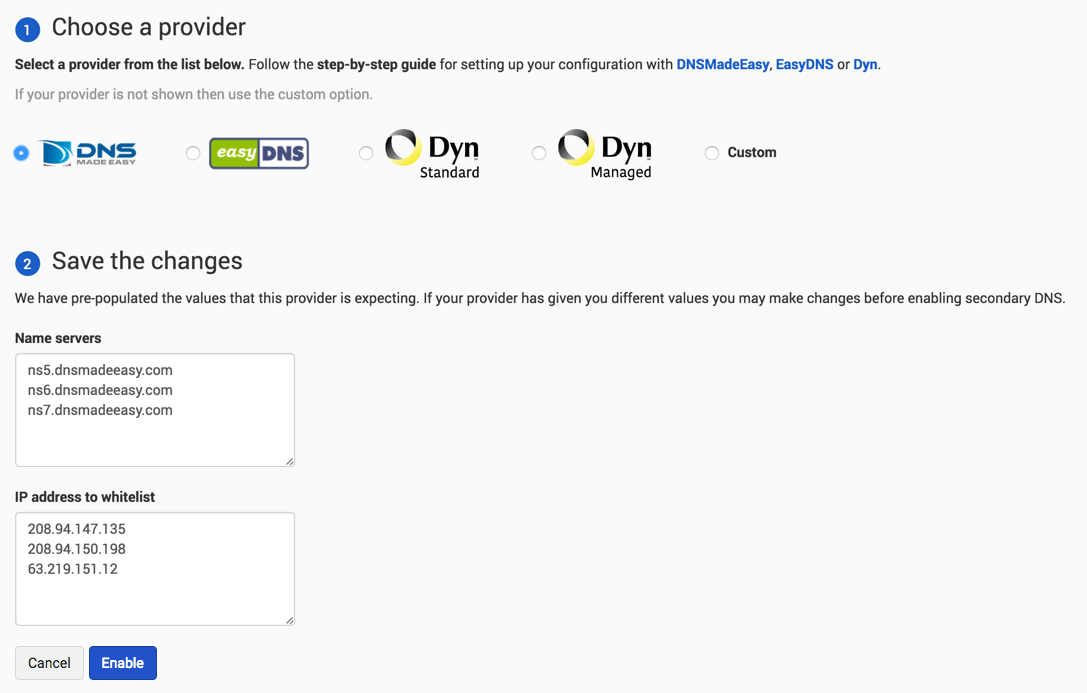 1 Choose a provider
Select a provider from the list below. Follow the step-by-step guide for setting up your configuration with DNSMadeEasy, EasyDNS or Dyn.
If your provider is not shown then use the custom option.
DNS MADE EASY
easyDNS
Dyn Standard
Dyn Managed
Custom
2 Save the changes
We have pre-populated the values that this provider is expecting. If your provider has given you different values you may make changes before enabling secondary DNS.
Name servers
ns5.dnsmadeeasy.com
ns6.dnsmadeeasy.com
ns7.dnsmadeeasy.com
IP address to whitelist
208.94.147.135
208.94.150.198
63.219.151.12
Cancel Enable